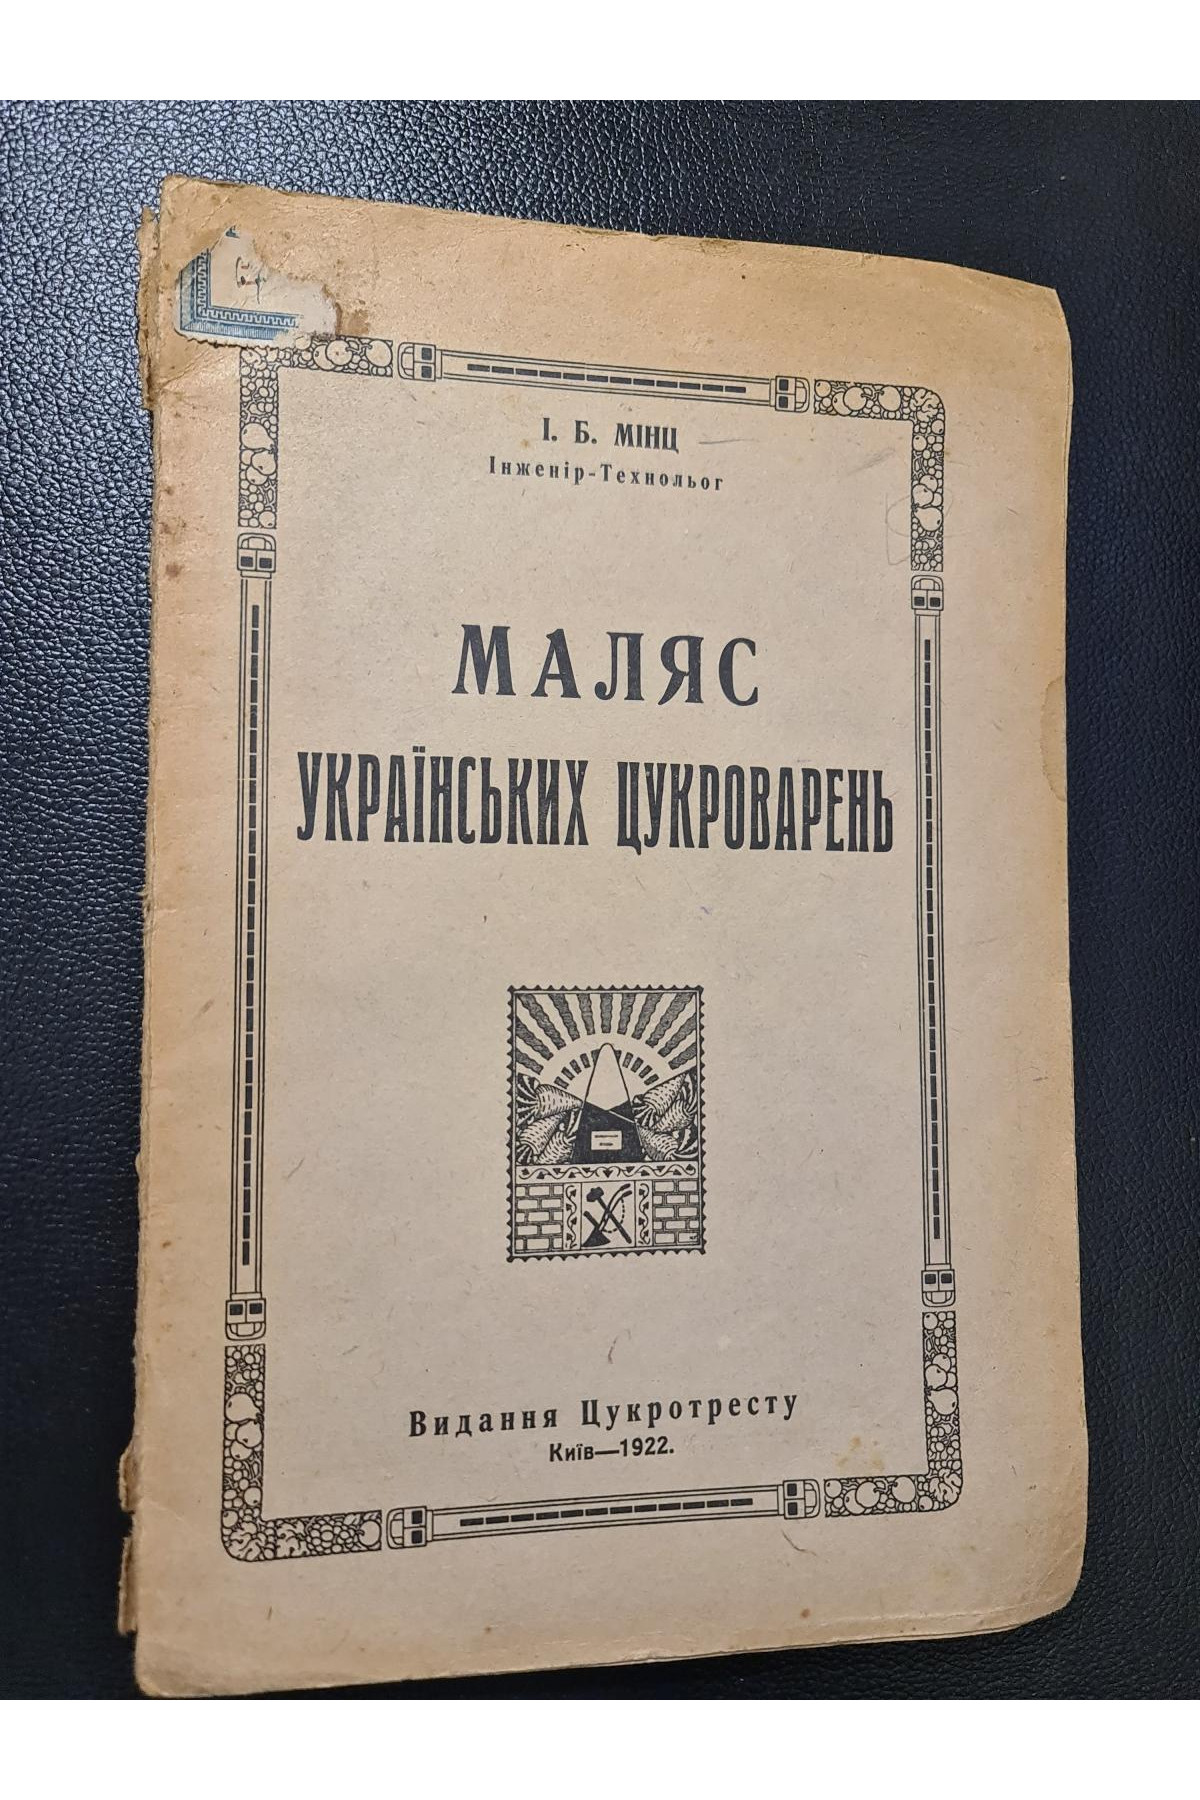 І. Б. МІНЦ
Інженір-Технольог
МАЛЯС
УКРАЇНСЬКИХ ЦУКРОВАРЕНЬ
Видання Цукротресту
Київ—1922.